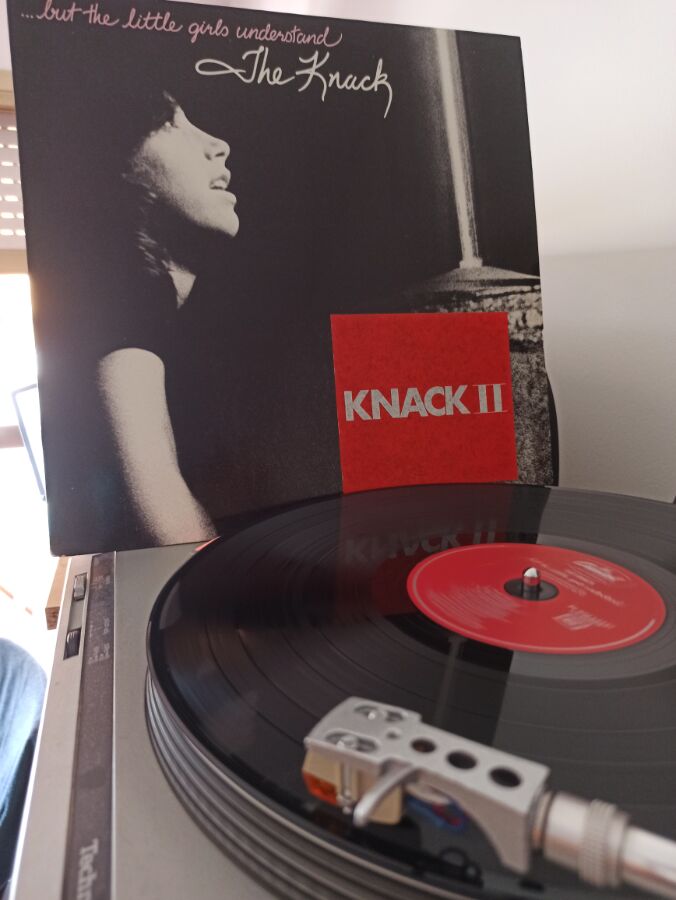 ...but the little girls understand
The Knack
KNACK II